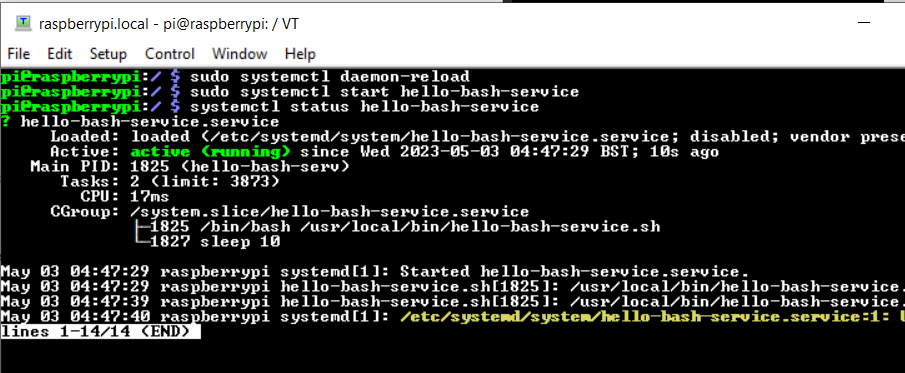 raspberrypi.local - pi@raspberrypi: / VT
File Edit Setup Control Window Help
pi@raspberrypi:/ $ sudo systemctl daemon-reload
pi@raspberrypi:/ $ sudo systemctl start hello-bash-service
pi@raspberrypi:/ $ systemctl status hello-bash-service
? hello-bash-service.service
Loaded: loaded (/etc/systemd/system/hello-bash-service.service; disabled; vendor prese
Active: active (running) since Wed 2023-05-03 04:47:29 BST; 10s ago
Main PID: 1825 (hello-bash-serv)
Tasks: 2 (limit: 3873)
CPU: 17ms
CGroup: /system.slice/hello-bash-service.service
├─1825 /bin/bash /usr/local/bin/hello-bash-service.sh
└─1827 sleep 10
May 03 04:47:29 raspberrypi systemd[1]: Started hello-bash-service.service.
May 03 04:47:29 raspberrypi hello-bash-service.sh[1825]: /usr/local/bin/hello-bash-service.
May 03 04:47:39 raspberrypi hello-bash-service.sh[1825]: /usr/local/bin/hello-bash-service.
May 03 04:47:40 raspberrypi systemd[1]: /etc/systemd/system/hello-bash-service.service:1:
lines 1-14/14 (END)